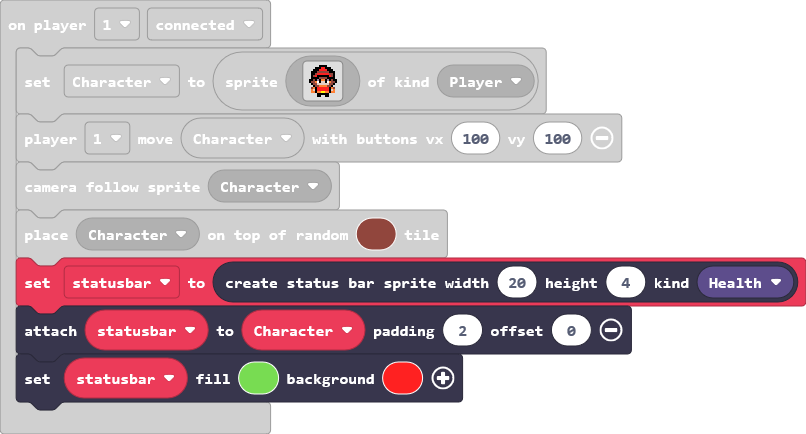 on player 1 connected
set Character to sprite of kind Player
player 1 move Character with buttons vx 100 vy 100
camera follow sprite Character
place Character on top of random tile
set statusbar to create status bar sprite width 20 height 4 kind Health
attach statusbar to Character padding 2 offset 0
set statusbar fill background